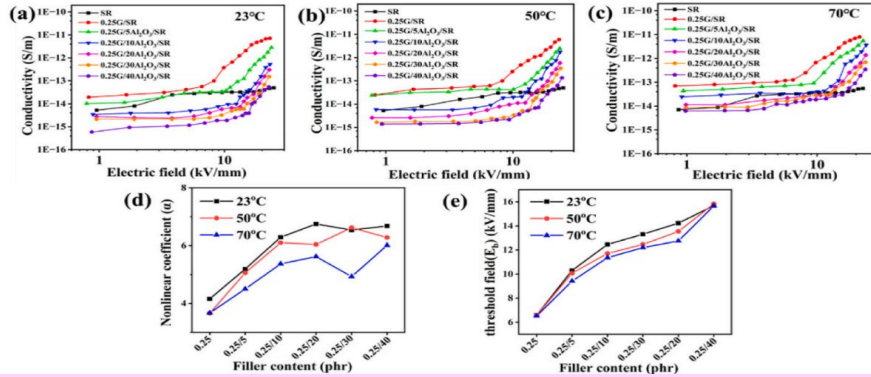 (a)
23°C
SR
0.25G/SR
0.25G/5Al₂O₃/SR
0.25G/10Al₂O₃/SR
0.25G/20Al₂O₃/SR
0.25G/30Al₂O₃/SR
0.25G/40Al₂O₃/SR
1E−10
1E−11
1E−12
1E−13
1E−14
1E−15
1E−16
Conductivity (S/m)
1
10
Electric field (kV/mm)
(b)
50°C
SR
0.25G/SR
0.25G/5Al₂O₃/SR
0.25G/10Al₂O₃/SR
0.25G/20Al₂O₃/SR
0.25G/30Al₂O₃/SR
0.25G/40Al₂O₃/SR
1E−10
1E−11
1E−12
1E−13
1E−14
1E−15
1E−16
Conductivity (S/m)
1
10
Electric field (kV/mm)
(c)
70°C
SR
0.25G/SR
0.25G/5Al₂O₃/SR
0.25G/10Al₂O₃/SR
0.25G/20Al₂O₃/SR
0.25G/30Al₂O₃/SR
0.25G/40Al₂O₃/SR
1E−10
1E−11
1E−12
1E−13
1E−14
1E−15
1E−16
Conductivity (S/m)
1
10
Electric field (kV/mm)
(d)
23°C
50°C
70°C
8
6
4
Nonlinear coefficient (α)
0.25
0.25/5
0.25/10
0.25/20
0.25/30
0.25/40
Filler content (phr)
(e)
23°C
50°C
70°C
16
14
12
10
8
6
threshold field(E_b) (kV/mm)
0.25
0.25/5
0.25/10
0.25/20
0.25/30
0.25/40
Filler content (phr)